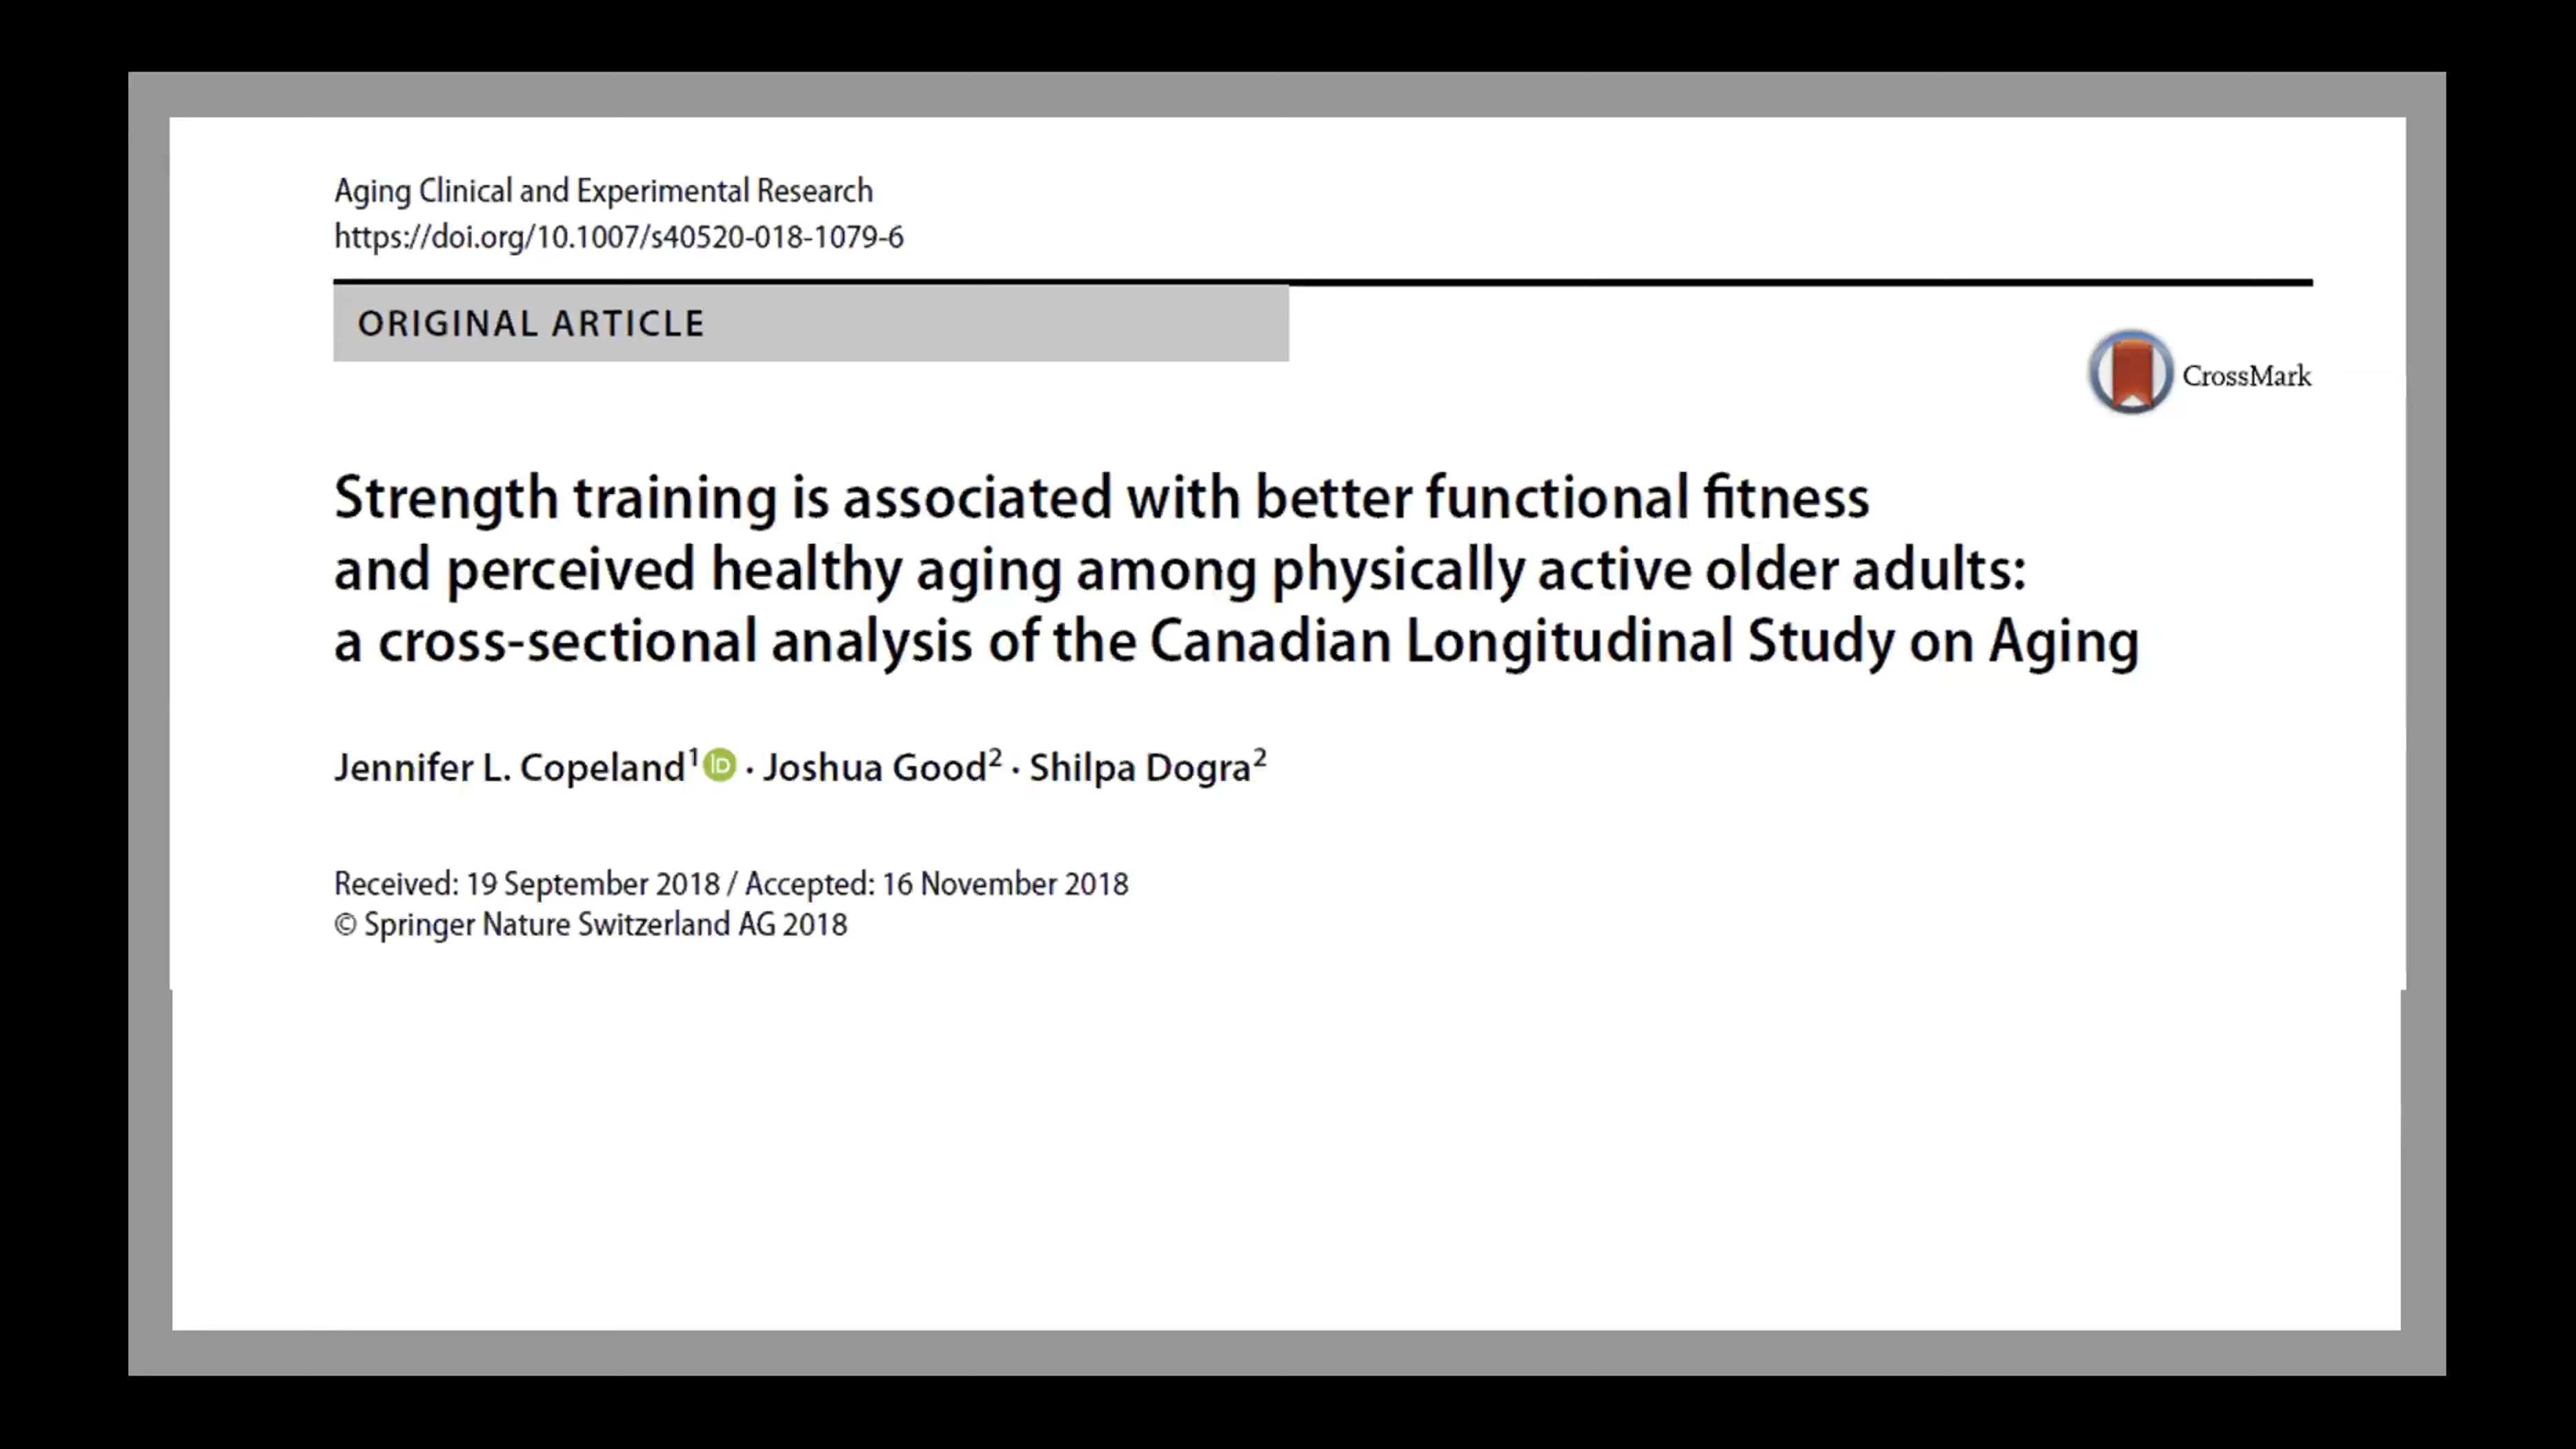 Aging Clinical and Experimental Research
https://doi.org/10.1007/s40520-018-1079-6
ORIGINAL ARTICLE
CrossMark
Strength training is associated with better functional fitness
and perceived healthy aging among physically active older adults:
a cross-sectional analysis of the Canadian Longitudinal Study on Aging
Jennifer L. Copeland¹ iD · Joshua Good² · Shilpa Dogra²
Received: 19 September 2018 / Accepted: 16 November 2018
© Springer Nature Switzerland AG 2018